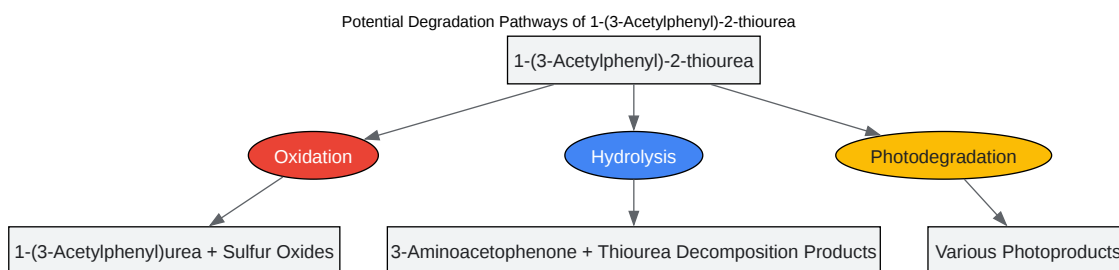 Potential Degradation Pathways of 1-(3-Acetylphenyl)-2-thiourea
1-(3-Acetylphenyl)-2-thiourea
Oxidation
Hydrolysis
Photodegradation
1-(3-Acetylphenyl)urea + Sulfur Oxides
3-Aminoacetophenone + Thiourea Decomposition Products
Various Photoproducts